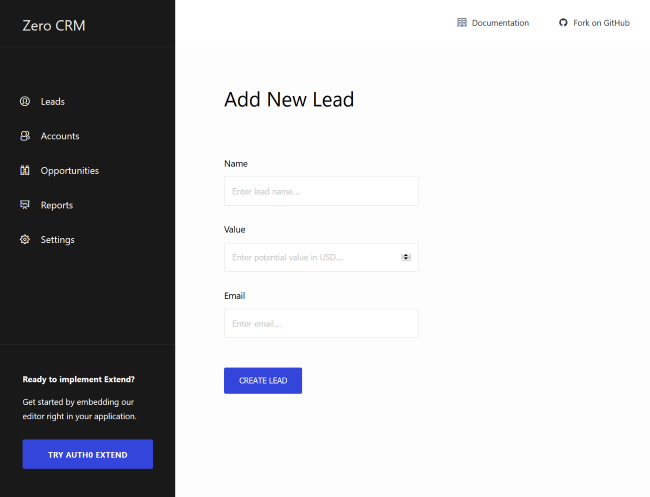 Zero CRM
Documentation
Fork on GitHub
Leads
Accounts
Opportunities
Reports
Settings
Ready to implement Extend?
Get started by embedding our
editor right in your application.
TRY AUTH0 EXTEND
Add New Lead
Name
Enter lead name...
Value
Enter potential value in USD...
Email
Enter email...
CREATE LEAD